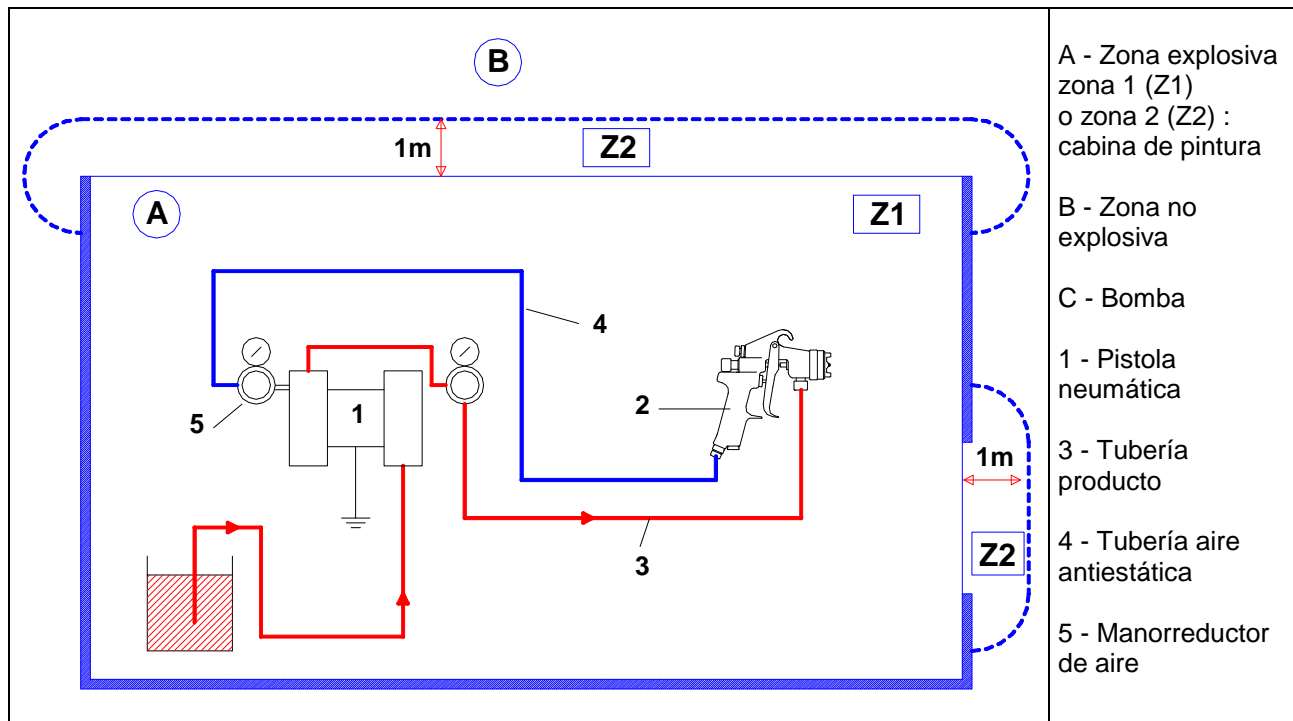 B
1m
Z2
A
Z1
4
5
1
2
1m
3
Z2
A - Zona explosiva
zona 1 (Z1)
o zona 2 (Z2) :
cabina de pintura
B - Zona no
explosiva
C - Bomba
1 - Pistola
neumática
3 - Tubería
producto
4 - Tubería aire
antiestática
5 - Manorreductor
de aire